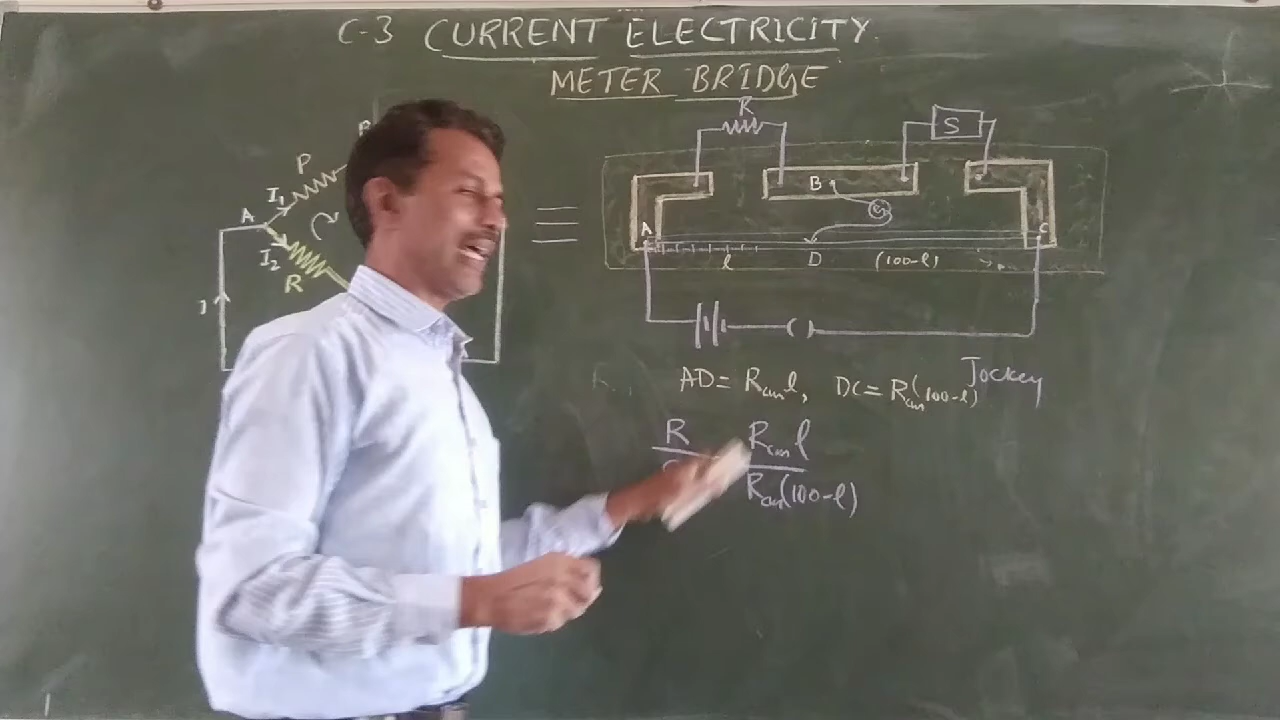 C-3 CURRENT ELECTRICITY
METER BRIDGE
P
I1
A
I2
R
I
R
S
B
G
A
C
l
D
(100-l)
AD = Rcm l, DC = Rcm(100-l)
Jockey
R
Rcm l
Rcm(100-l)